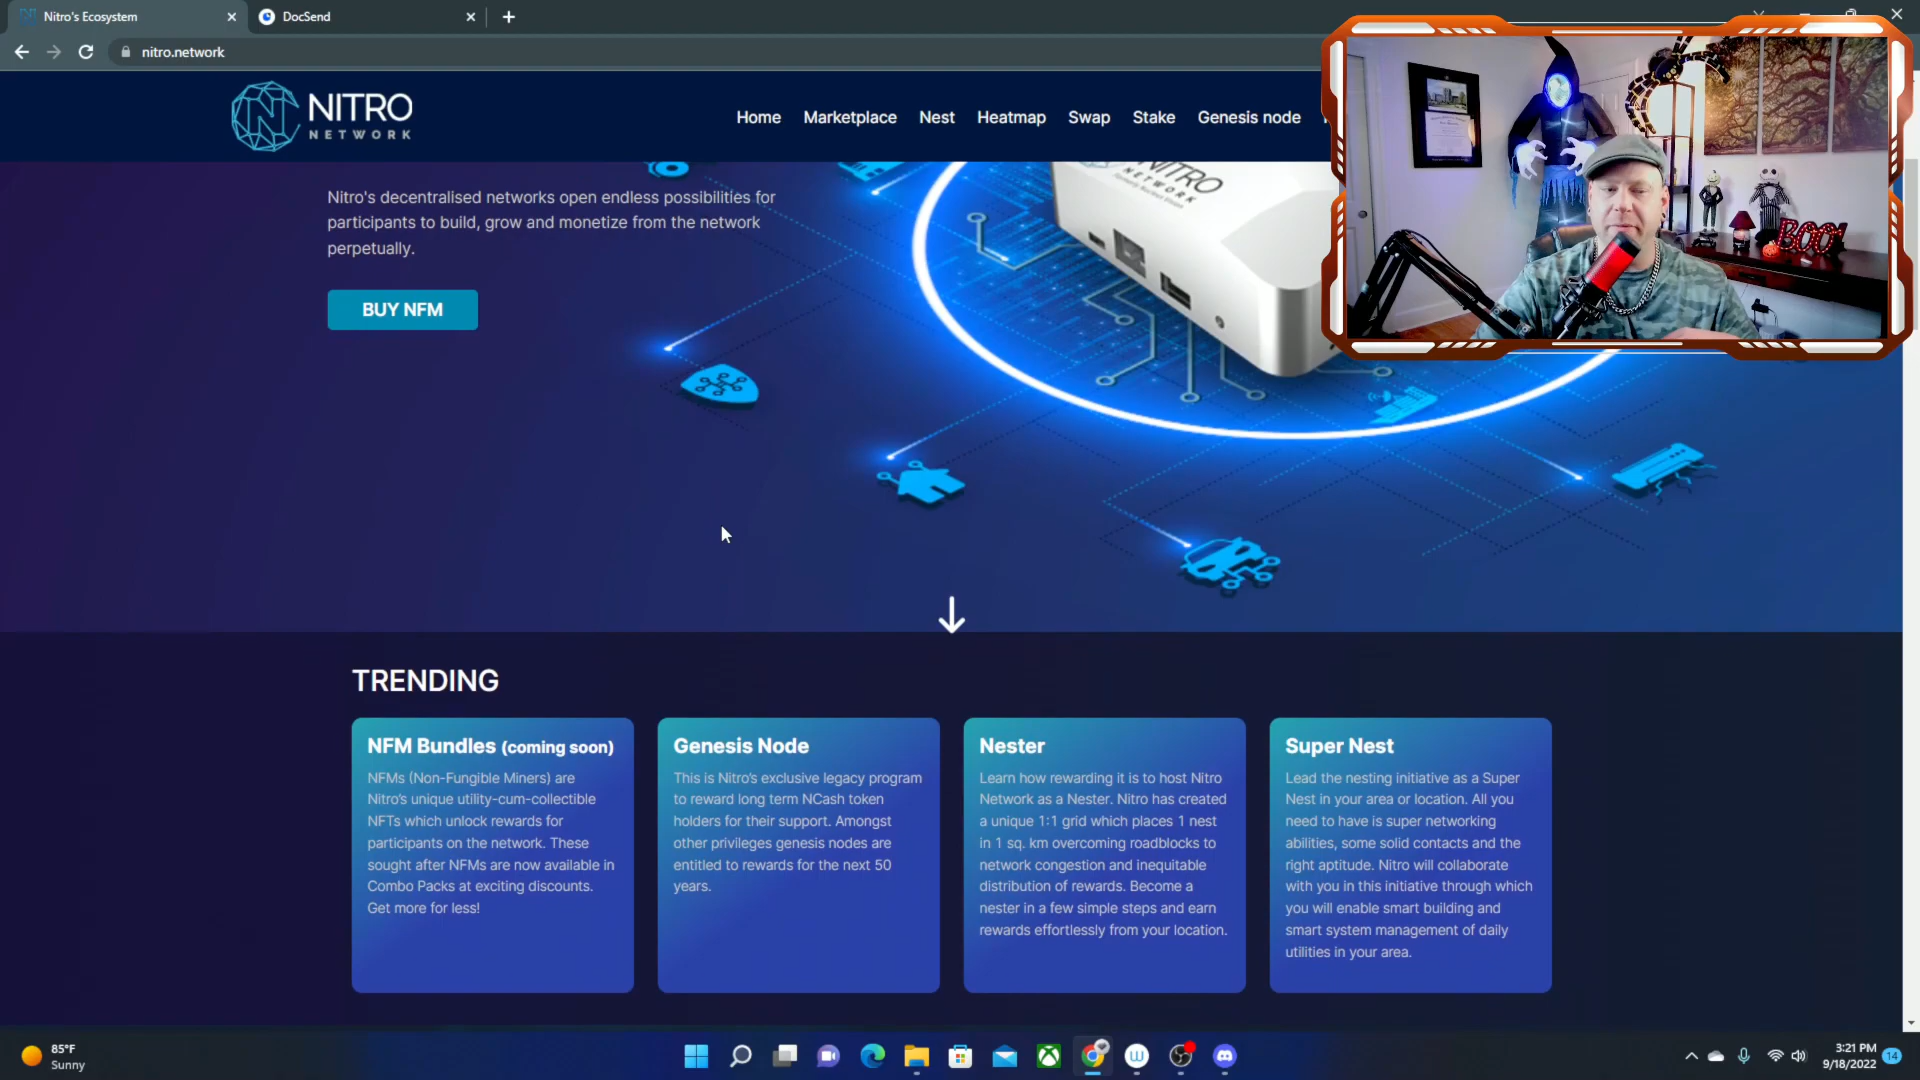 Nitro's Ecosystem
DocSend
nitro.network
NITRO
NETWORK
Home
Marketplace
Nest
Heatmap
Swap
Stake
Genesis node
Nitro's decentralised networks open endless possibilities for
participants to build, grow and monetize from the network
perpetually.
BUY NFM
NITRO
NETWORK
BOO!
TRENDING
NFM Bundles (coming soon)
NFMs (Non-Fungible Miners) are
Nitro's unique utility-cum-collectible
NFTs which unlock rewards for
participants on the network. These
sought after NFMs are now available in
Combo Packs at exciting discounts.
Get more for less!
Genesis Node
This is Nitro's exclusive legacy program
to reward long term NCash token
holders for their support. Amongst
other privileges genesis nodes are
entitled to rewards for the next 50
years.
Nester
Learn how rewarding it is to host Nitro
Network as a Nester. Nitro has created
a unique 1:1 grid which places 1 nest
in 1 sq. km overcoming roadblocks to
network congestion and inequitable
distribution of rewards. Become a
nester in a few simple steps and earn
rewards effortlessly from your location.
Super Nest
Lead the nesting initiative as a Super
Nest in your area or location. All you
need to have is super networking
abilities, some solid contacts and the
right aptitude. Nitro will collaborate
with you in this initiative through which
you will enable smart building and
smart system management of daily
utilities in your area.
85°F
Sunny
3:21 PM
9/18/2022
14